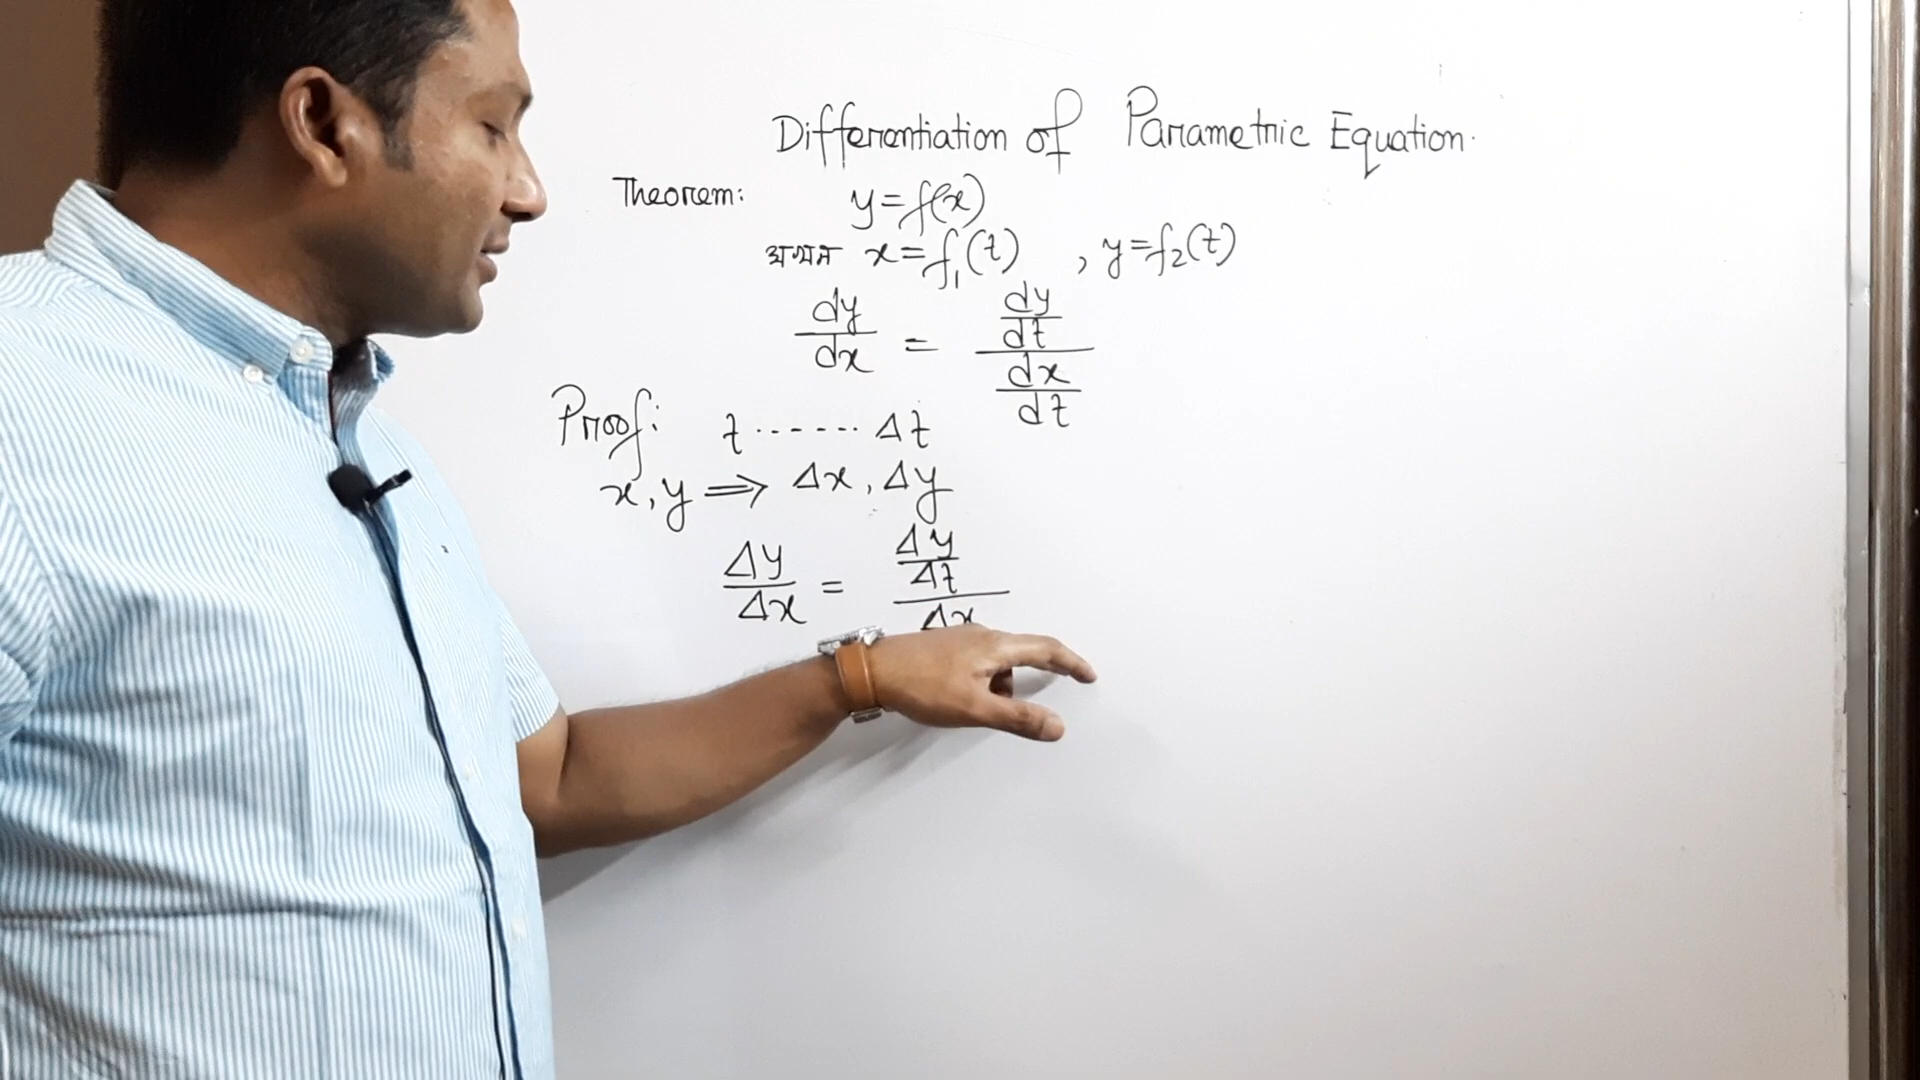 Differentiation of Parametric Equation.
Theorem: y=f(x)
x=f₁(t) , y=f₂(t)
dy/dx = (dy/dt)/(dx/dt)
Proof: t ------- Δt
x, y ⟹ Δx, Δy
Δy/Δx = (Δy/Δt)/(Δx